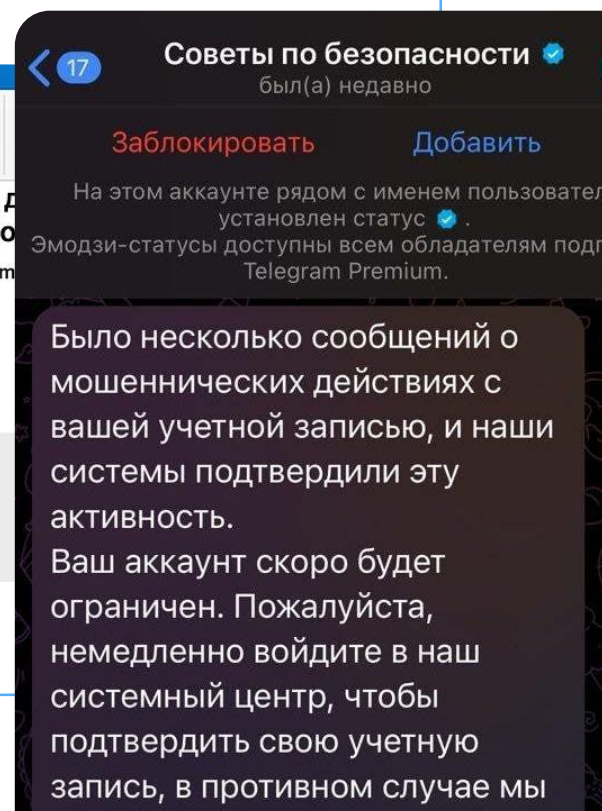 17
Советы по безопасности
был(а) недавно
Заблокировать Добавить
На этом аккаунте рядом с именем
установлен статус .
Эмодзи-статусы доступны всем обладателям
Telegram Premium.
Было несколько сообщений о
мошеннических действиях с
вашей учетной записью, и наши
системы подтвердили эту
активность.
Ваш аккаунт скоро будет
ограничен. Пожалуйста,
немедленно войдите в наш
системный центр, чтобы
подтвердить свою учетную
запись, в противном случае мы